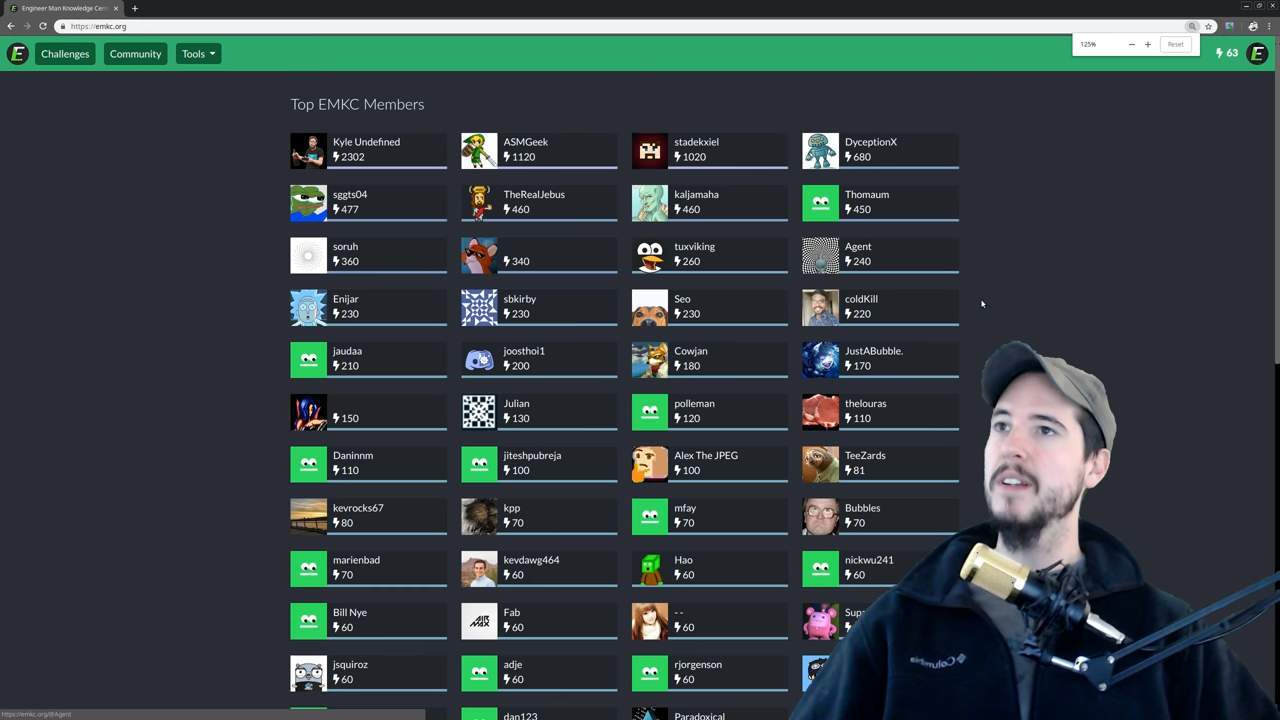 Engineer Man Knowledge Cen
https://emkc.org
125%
Reset
E
Challenges
Community
Tools
63
E
Top EMKC Members
Kyle Undefined
2302
ASMGeek
1120
stadekxiel
1020
DyceptionX
680
sggts04
477
TheRealJebus
460
kaljamaha
460
Thomaum
450
soruh
360
340
tuxviking
260
Agent
240
Enijar
230
sbkirby
230
Seo
230
coldKill
220
jaudaa
210
joosthoi1
200
Cowjan
180
JustABubble.
170
150
Julian
130
polleman
120
thelouras
110
Daninnm
110
jiteshpubreja
100
Alex The JPEG
100
TeeZards
81
kevrocks67
80
kpp
70
mfay
70
Bubbles
70
marienbad
70
kevdawg464
60
Hao
60
nickwu241
60
Bill Nye
60
AIR MAX
Fab
60
- -
60
jsquiroz
60
adje
60
rjorgenson
60
dan123
Paradoxical
Columbia
https://emkc.org/@Agent